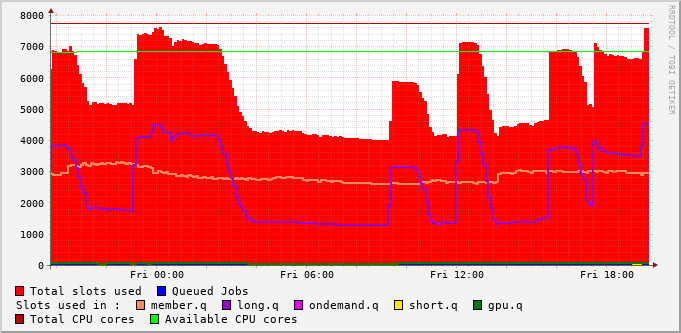 8000
7000
6000
5000
4000
3000
2000
1000
0
Fri 00:00 Fri 06:00 Fri 12:00 Fri 18:00
RRDTOOL / TOBI OETIKER
Total slots used Queued Jobs
Slots used in : member.q long.q ondemand.q short.q gpu.q
Total CPU cores Available CPU cores